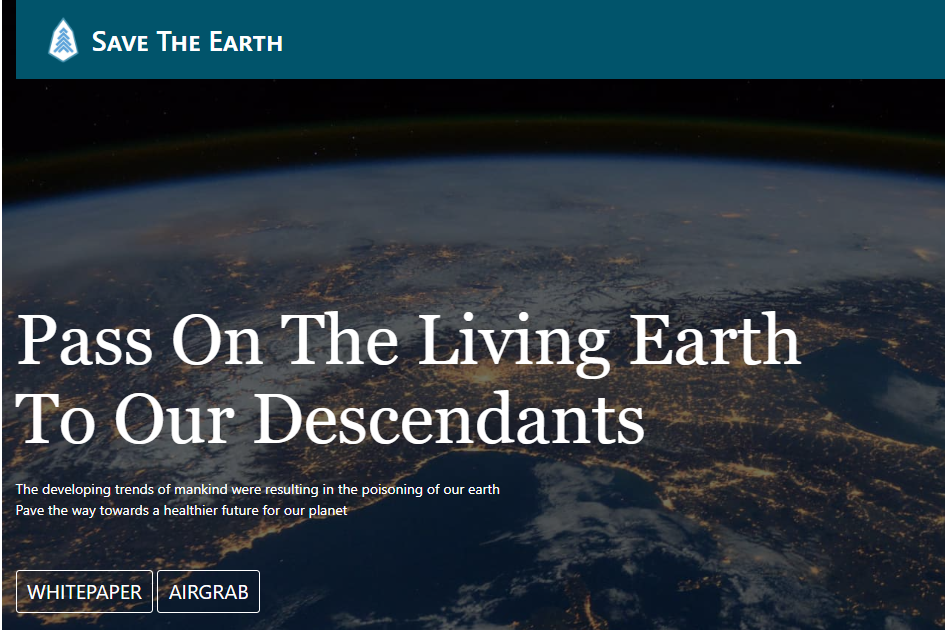 Save The Earth
Pass On The Living Earth
To Our Descendants
The developing trends of mankind were resulting in the poisoning of our earth
Pave the way towards a healthier future for our planet
WHITEPAPER AIRGRAB